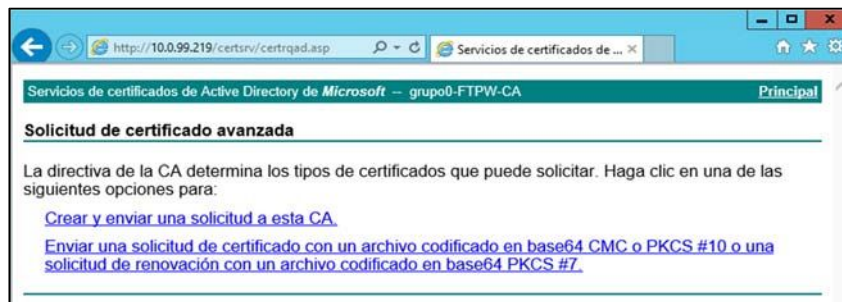 http://10.0.99.219/certsrv/certrqad.asp
Servicios de certificados de ...
Servicios de certificados de Active Directory de Microsoft -- grupo0-FTPW-CA Principal
Solicitud de certificado avanzada
La directiva de la CA determina los tipos de certificados que puede solicitar. Haga clic en una de las
siguientes opciones para:
Crear y enviar una solicitud a esta CA.
Enviar una solicitud de certificado con un archivo codificado en base64 CMC o PKCS #10 o una
solicitud de renovación con un archivo codificado en base64 PKCS #7.